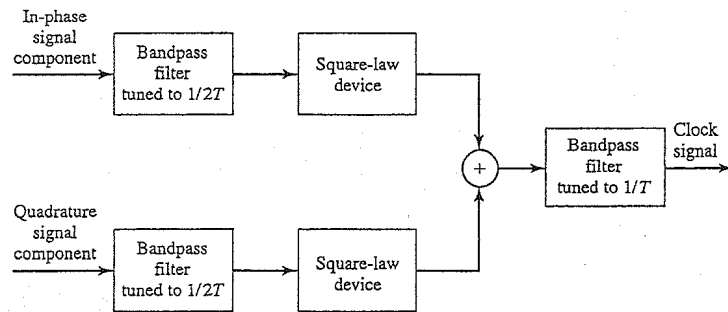 In-phase
signal
component
Bandpass
filter
tuned to 1/2T
Square-law
device
+
Bandpass
filter
tuned to 1/T
Clock
signal
Quadrature
signal
component
Bandpass
filter
tuned to 1/2T
Square-law
device